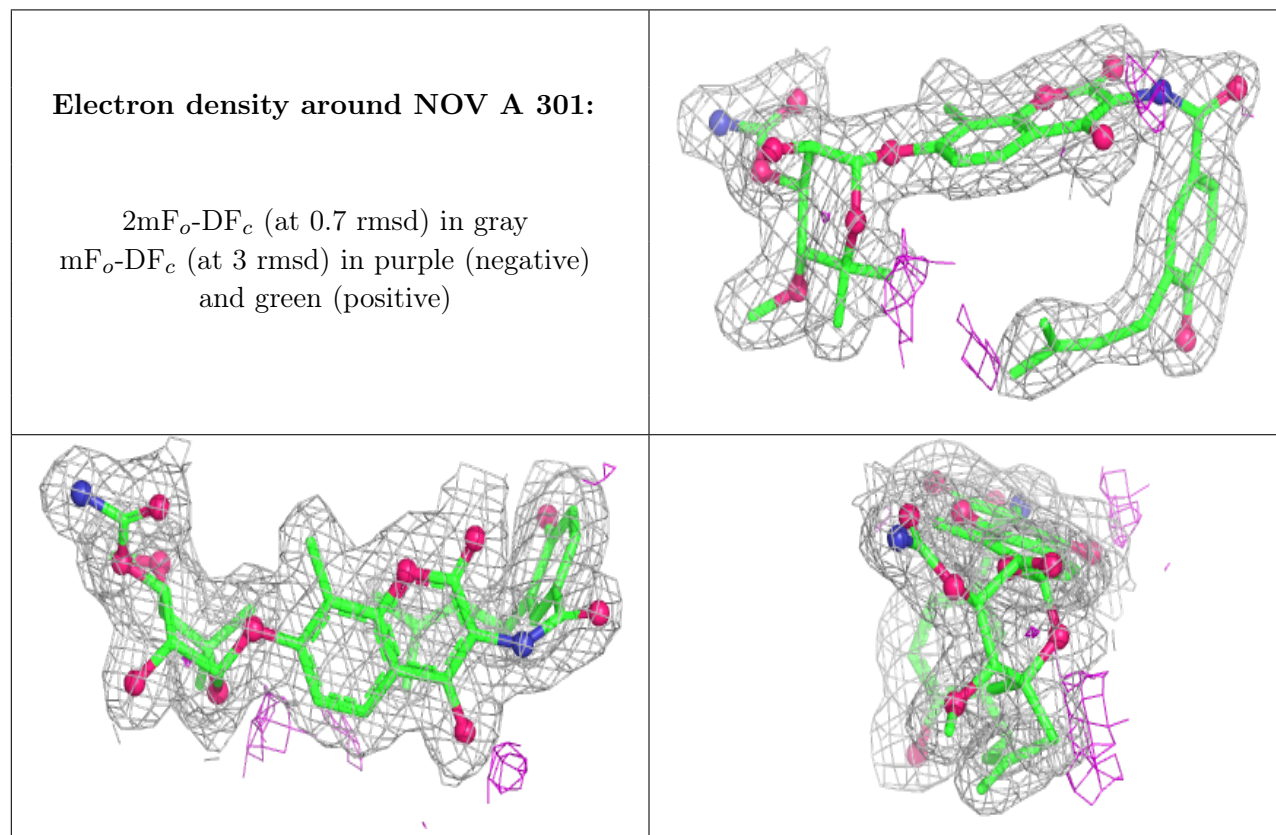 Electron density around NOV A 301:
2mFo-DFc (at 0.7 rmsd) in gray
mFo-DFc (at 3 rmsd) in purple (negative)
and green (positive)